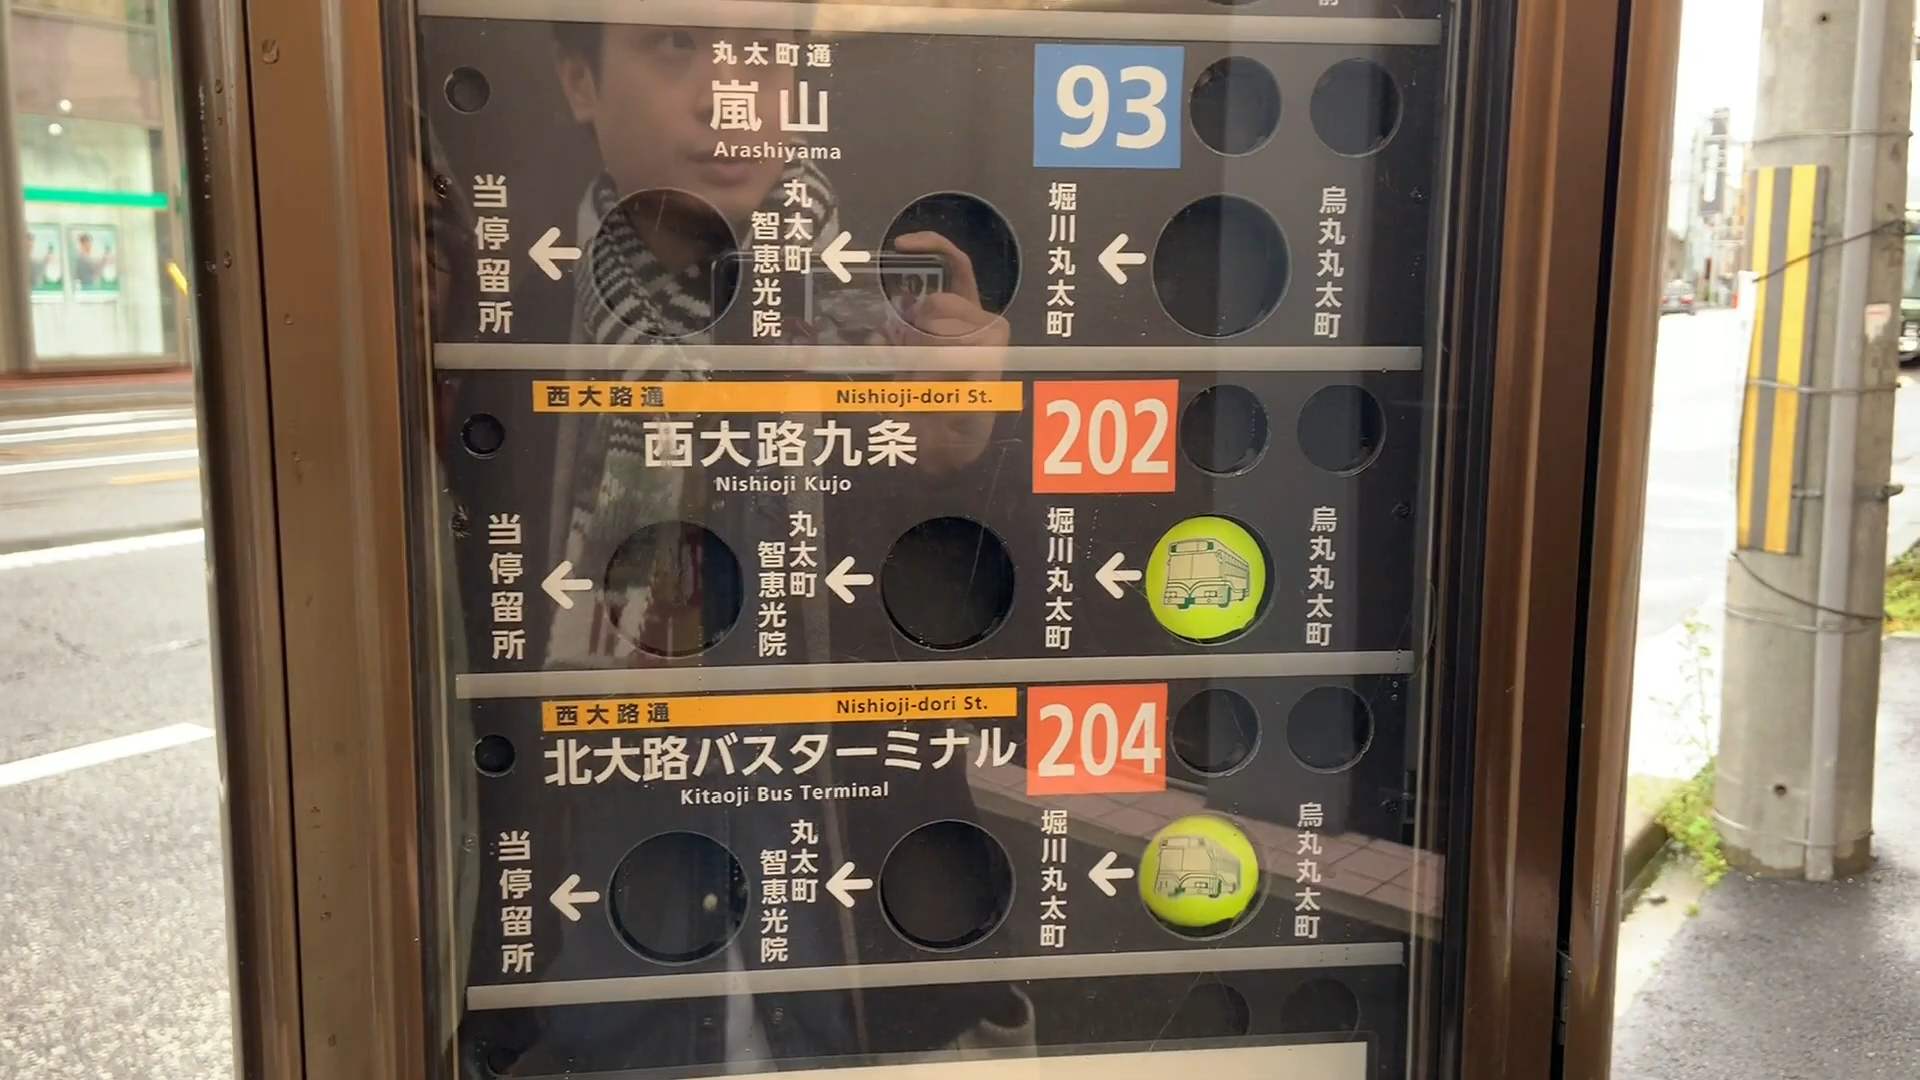 丸太町通
嵐山
Arashiyama
93
当停留所
丸太町
智恵光院
堀川丸太町
烏丸丸太町
西大路通 Nishioji-dori St.
西大路九条
Nishioji Kujo
202
当停留所
丸太町
智恵光院
堀川丸太町
烏丸丸太町
西大路通 Nishioji-dori St.
北大路バスターミナル
Kitaoji Bus Terminal
204
当停留所
丸太町
智恵光院
堀川丸太町
烏丸丸太町